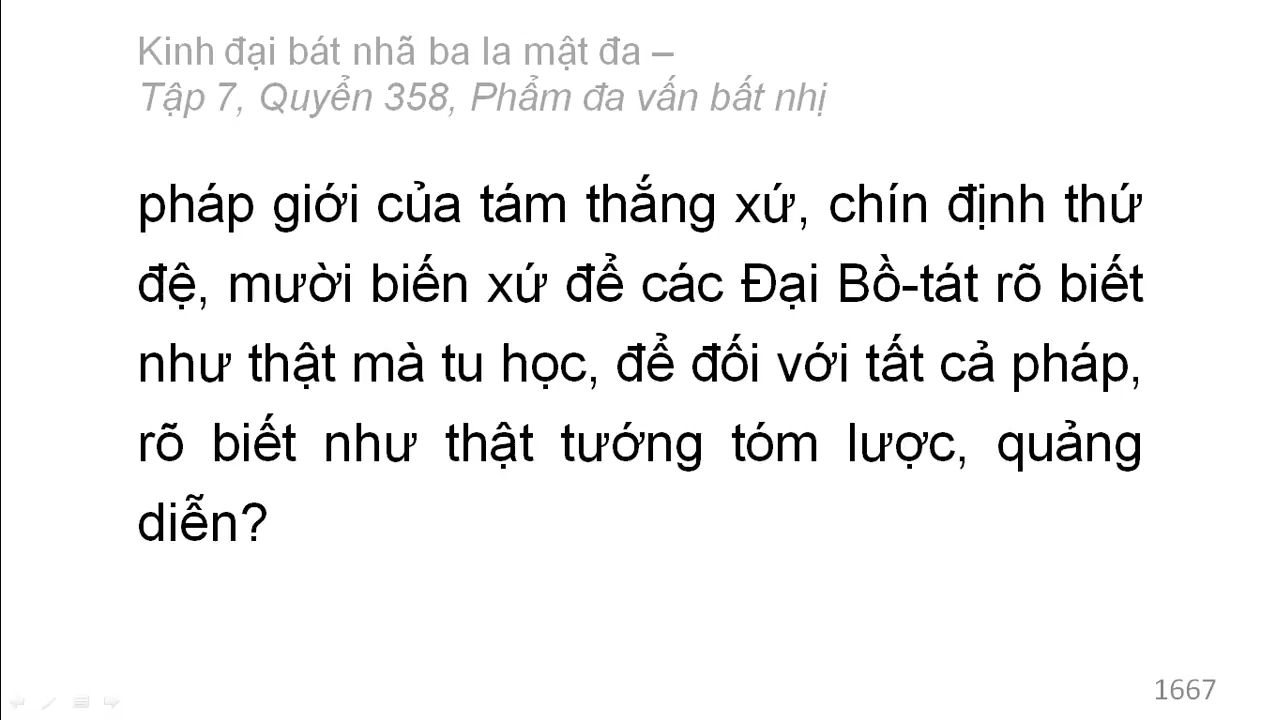 Kinh đại bát nhã ba la mật đa –
Tập 7, Quyển 358, Phẩm đa vấn bất nhị
pháp giới của tám thắng xứ, chín định thứ
đệ, mười biến xứ để các Đại Bồ-tát rõ biết
như thật mà tu học, để đối với tất cả pháp,
rõ biết như thật tướng tóm lược, quảng
diễn?
1667